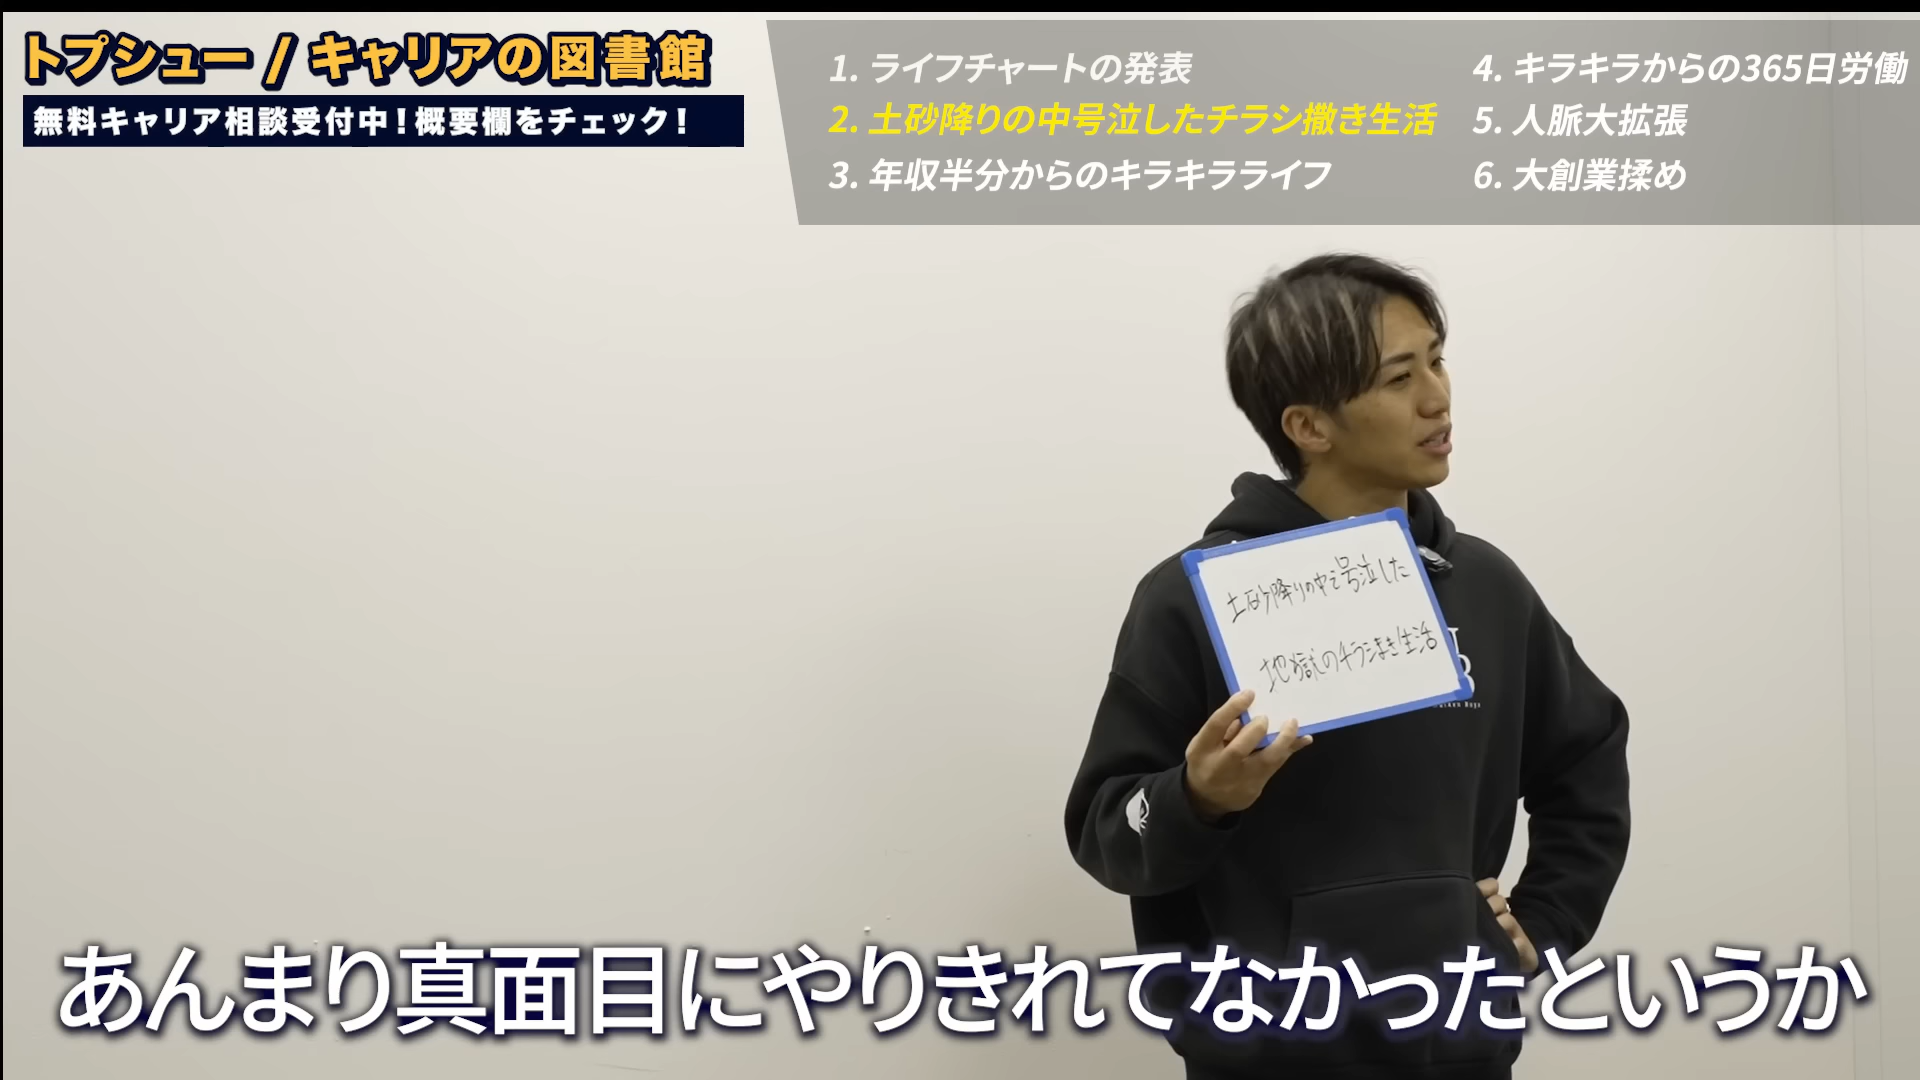 トプシュー / キャリアの図書館
無料キャリア相談受付中！概要欄をチェック！
1. ライフチャートの発表
2. 土砂降りの中号泣したチラシ撒き生活
3. 年収半分からのキラキラライフ
4. キラキラからの365日労働
5. 人脈大拡張
6. 大創業揉め
土砂降りの中で号泣した
地獄のチラシまき生活
あんまり真面目にやりきれてなかったというか